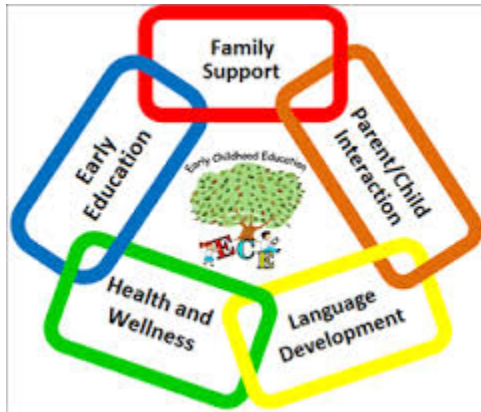 Family
Support
Parent/Child
Interaction
Language
Development
Health and
Wellness
Early
Education
Early Childhood Education
ECE